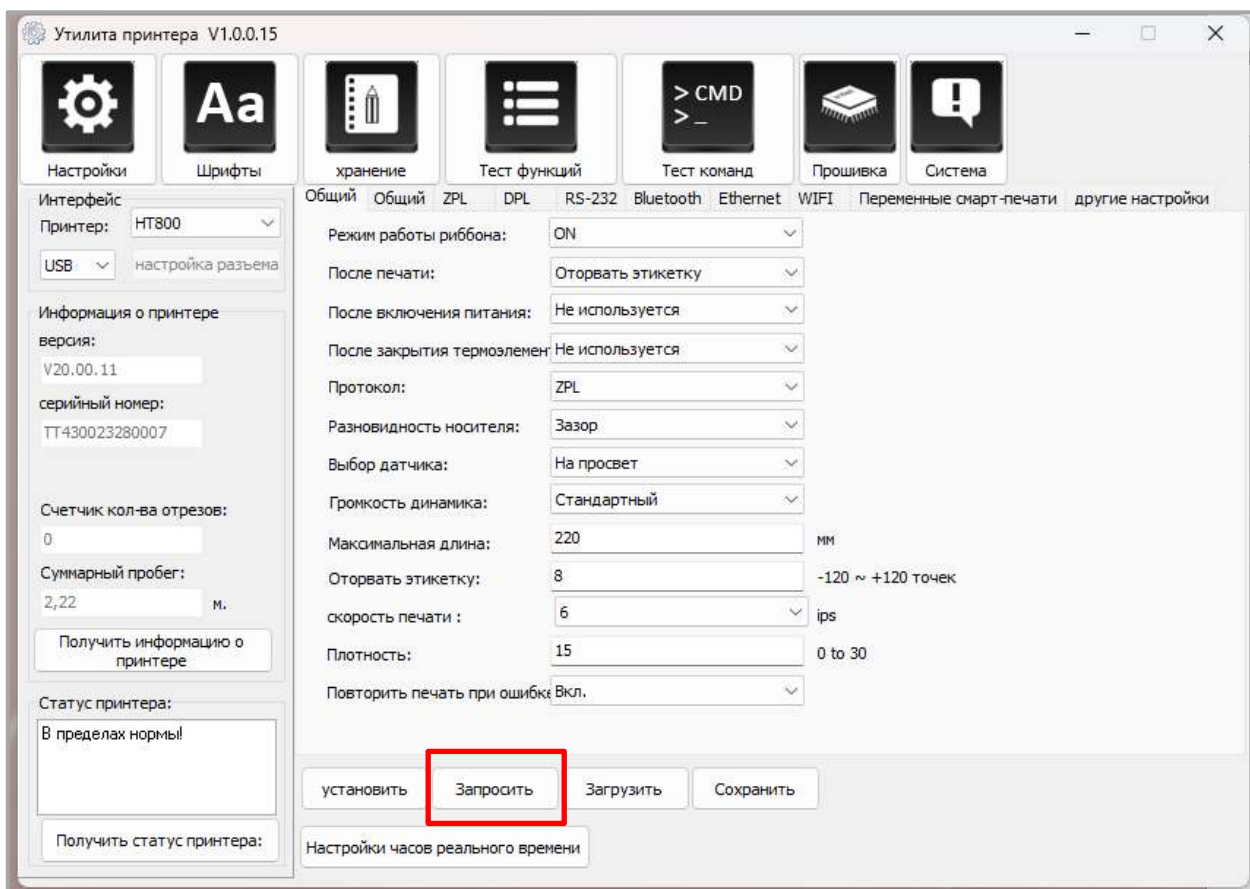 Утилита принтера V1.0.0.15
Aa
> CMD
> _
Настройки
Шрифты
хранение
Тест функций
Тест команд
Прошивка
Система
Интерфейс
Принтер:
HT800
USB
настройка разъема
Информация о принтере
версия:
V20.00.11
серийный номер:
TT430023280007
Счетчик кол-ва отрезов:
0
Суммарный пробег:
2,22
м.
Получить информацию о
принтере
Статус принтера:
В пределах нормы!
Получить статус принтера:
Общий
Общий
ZPL
DPL
RS-232
Bluetooth
Ethernet
WIFI
Переменные смарт-печати
другие настройки
Режим работы риббона:
ON
После печати:
Оторвать этикетку
После включения питания:
Не используется
После закрытия термоэлемен
Не используется
Протокол:
ZPL
Разновидность носителя:
Зазор
Выбор датчика:
На просвет
Громкость динамика:
Стандартный
Максимальная длина:
220
мм
Оторвать этикетку:
8
-120 ~ +120 точек
скорость печати :
6
ips
Плотность:
15
0 to 30
Повторить печать при ошибке
Вкл.
установить
Запросить
Загрузить
Сохранить
Настройки часов реального времени